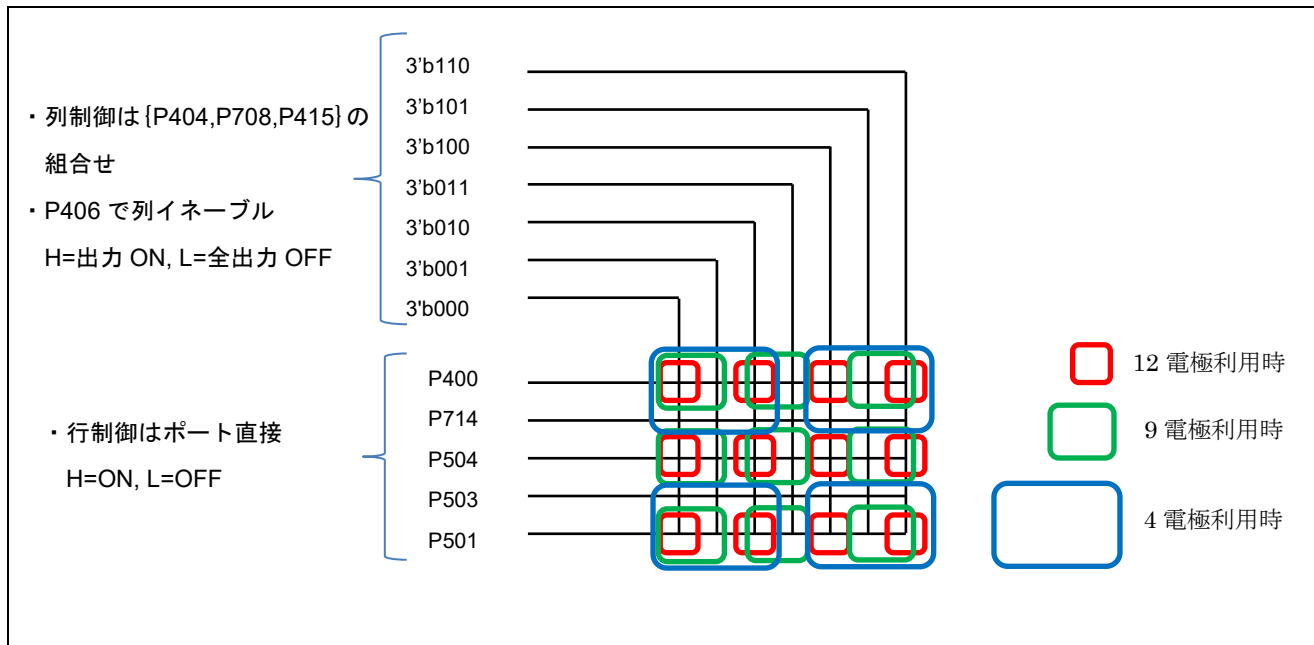 3'b110
3'b101
3'b100
3'b011
3'b010
3'b001
3'b000
・列制御は{P404,P708,P415}の
組合せ
・P406 で列イネーブル
H=出力 ON, L=全出力 OFF
P400
P714
P504
P503
P501
・行制御はポート直接
H=ON, L=OFF
12 電極利用時
9 電極利用時
4 電極利用時